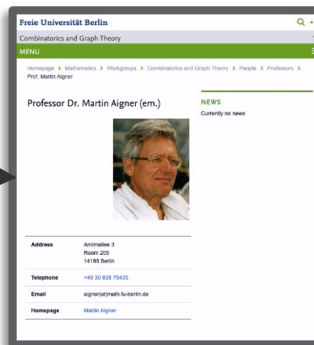 Freie Universität Berlin
Combinatorics and Graph Theory
MENU
Homepage > Mathematics > Workgroups > Combinatorics and Graph Theory > People > Professors >
Prof. Martin Aigner
Professor Dr. Martin Aigner (em.)
NEWS
Currently no news
Address Arnimallee 3
Room 205
14195 Berlin
Telephone +49 30 838 75435
Email aigner(at)math.fu-berlin.de
Homepage Martin Aigner